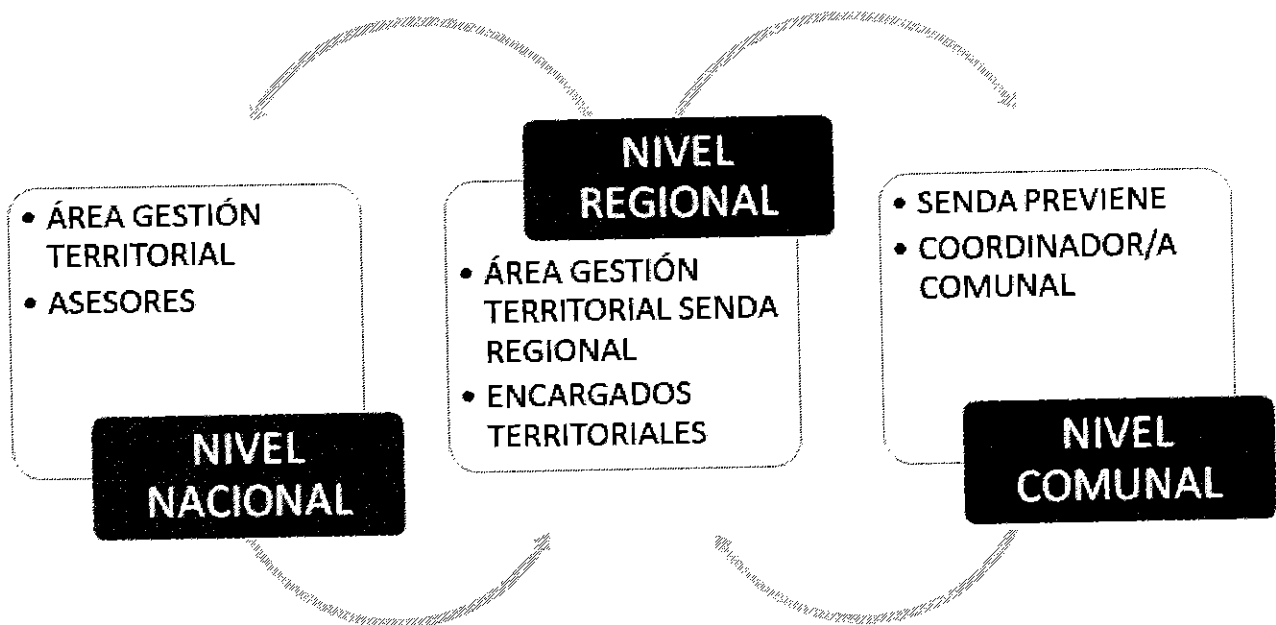 • ÁREA GESTIÓN
TERRITORIAL
• ASESORES
NIVEL
NACIONAL
NIVEL
REGIONAL
• ÁREA GESTIÓN
TERRITORIAL SENDA
REGIONAL
• ENCARGADOS
TERRITORIALES
• SENDA PREVIENE
• COORDINADOR/A
COMUNAL
NIVEL
COMUNAL